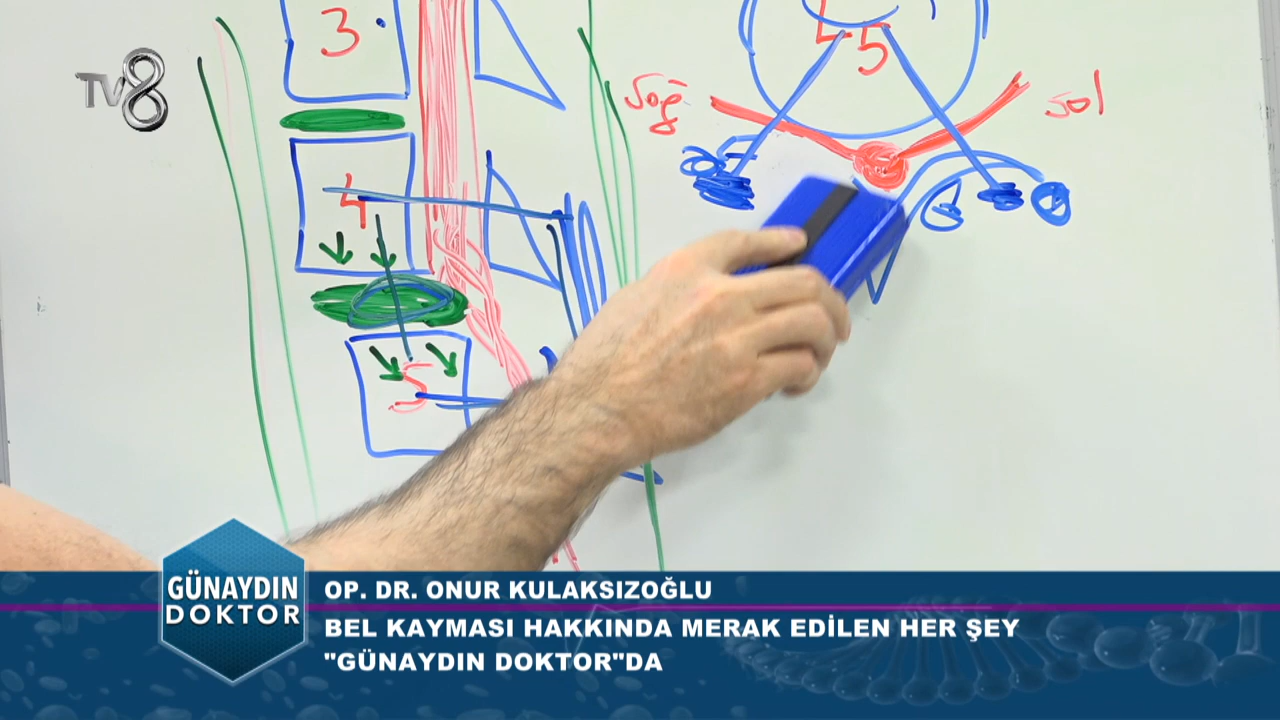 3
L5
sağ
sol
TV8
4
5
GÜNAYDIN
DOKTOR
OP. DR. ONUR KULAKSIZOĞLU
BEL KAYMASI HAKKINDA MERAK EDİLEN HER ŞEY
"GÜNAYDIN DOKTOR"DA